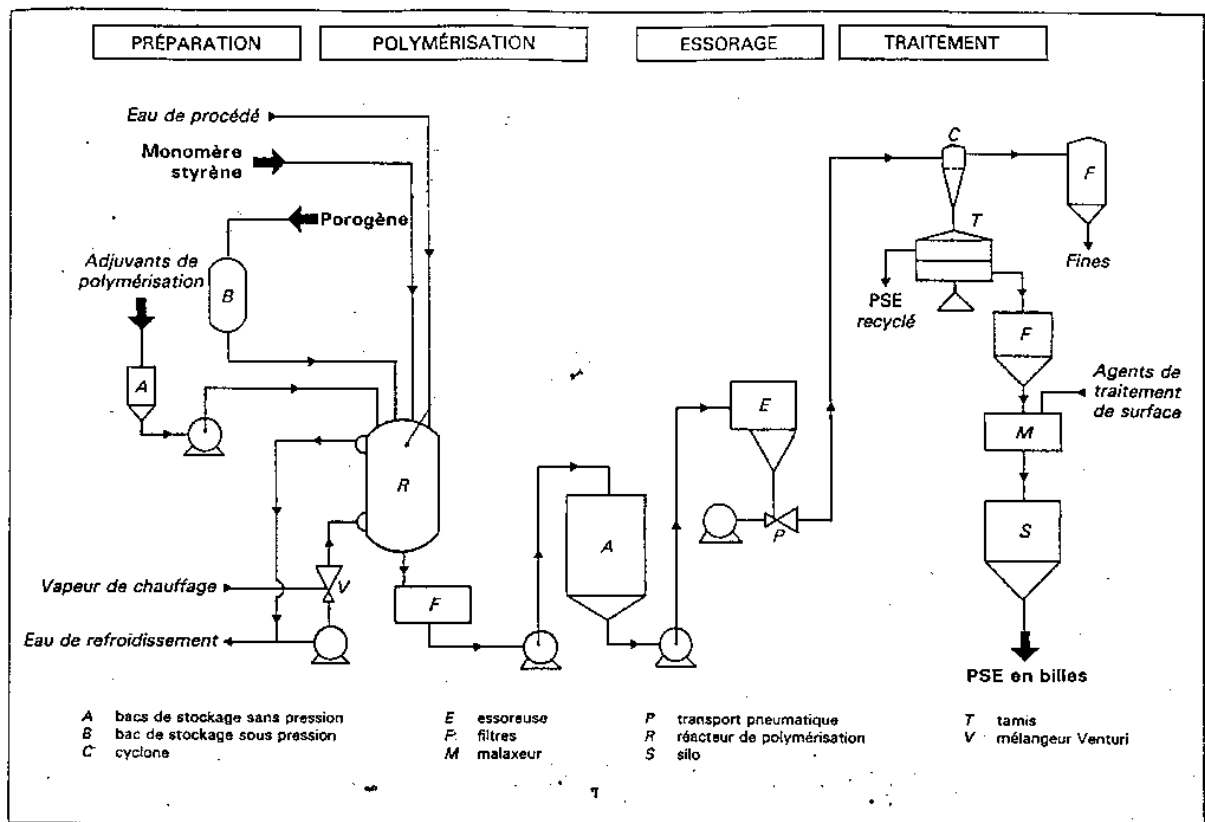 PRÉPARATION
POLYMÉRISATION
ESSORAGE
TRAITEMENT
Eau de procédé
Monomère
styrène
Porogène
Adjuvants de
polymérisation
B
A
R
Vapeur de chauffage
V
F
Eau de refroidissement
A
E
P
C
F
T
Fines
PSE
recyclé
F
Agents de
traitement
de surface
M
S
PSE en billes
A bacs de stockage sans pression
B bac de stockage sous pression
C cyclone
E essoreuse
F filtres
M malaxeur
P transport pneumatique
R réacteur de polymérisation
S silo
T tamis
V mélangeur Venturi